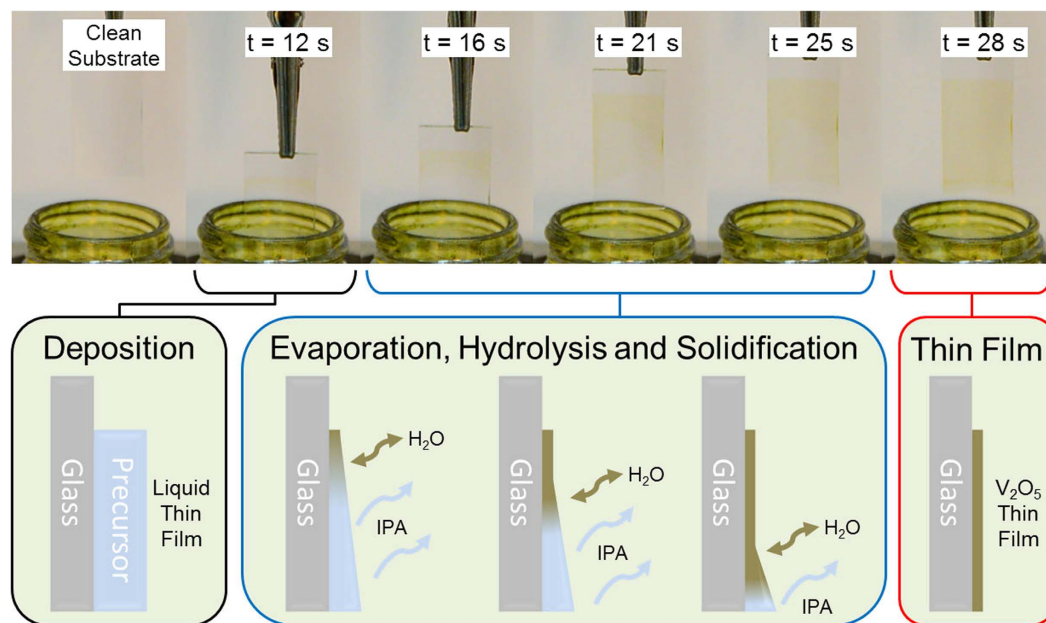 Clean
Substrate
t = 12 s
t = 16 s
t = 21 s
t = 25 s
t = 28 s
Deposition
Glass
Precursor
Liquid
Thin
Film
Evaporation, Hydrolysis and Solidification
Glass
H₂O
IPA
Glass
H₂O
IPA
Glass
H₂O
IPA
Thin Film
Glass
V₂O₅
Thin
Film